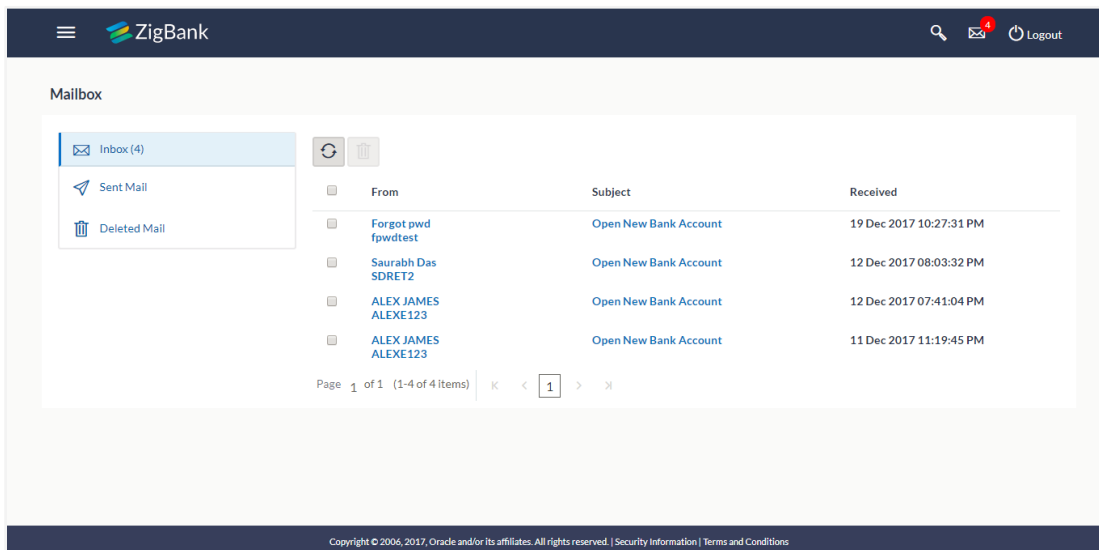 ZigBank
4
Logout
Mailbox
Inbox (4)
Sent Mail
Deleted Mail
From Subject Received
Forgot pwd Open New Bank Account 19 Dec 2017 10:27:31 PM
fpwdtest
Saurabh Das Open New Bank Account 12 Dec 2017 08:03:32 PM
SDRET2
ALEX JAMES Open New Bank Account 12 Dec 2017 07:41:04 PM
ALEXE123
ALEX JAMES Open New Bank Account 11 Dec 2017 11:19:45 PM
ALEXE123
Page 1 of 1 (1-4 of 4 items) K < 1 > X
Copyright © 2006, 2017, Oracle and/or its affiliates. All rights reserved. | Security Information | Terms and Conditions